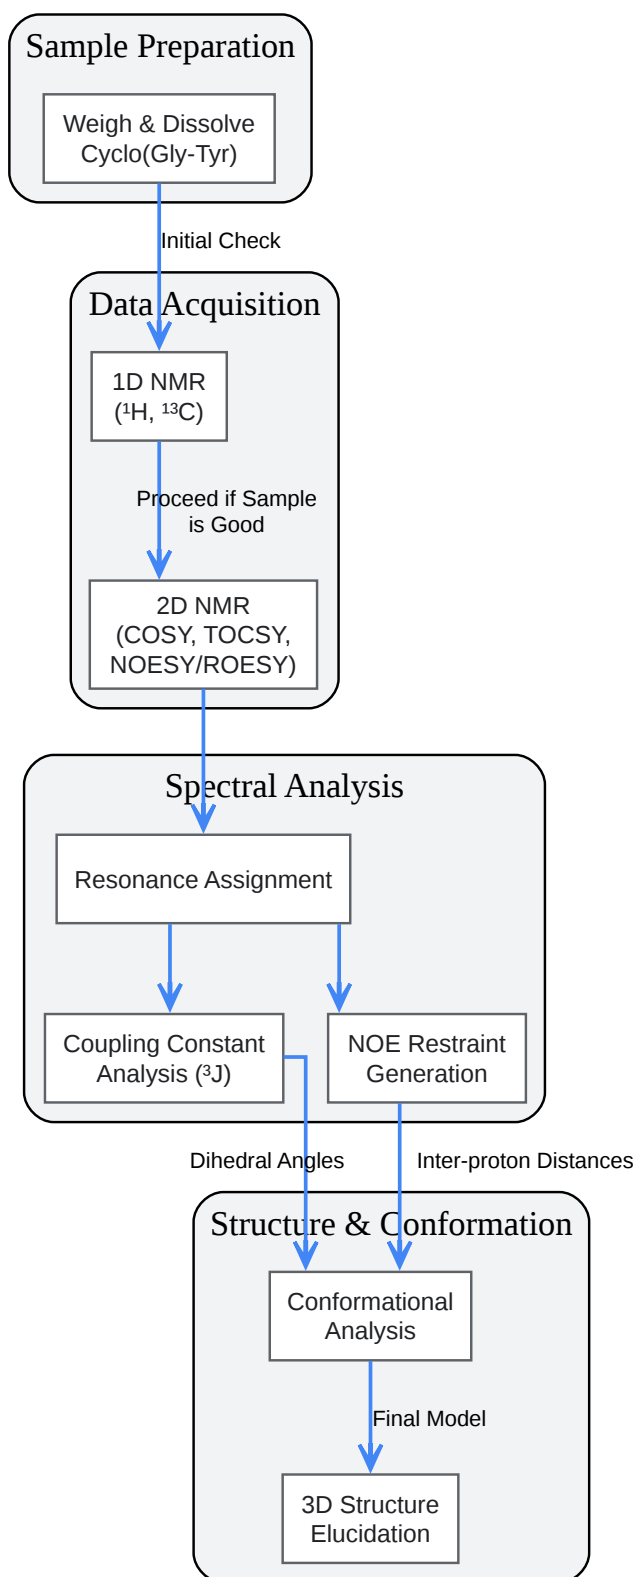 Sample Preparation
Weigh & Dissolve
Cyclo(Gly-Tyr)
Initial Check
Data Acquisition
1D NMR
(¹H, ¹³C)
Proceed if Sample
is Good
2D NMR
(COSY, TOCSY,
NOESY/ROESY)
Spectral Analysis
Resonance Assignment
Coupling Constant
Analysis (³J)
NOE Restraint
Generation
Dihedral Angles
Inter-proton Distances
Structure & Conformation
Conformational
Analysis
Final Model
3D Structure
Elucidation